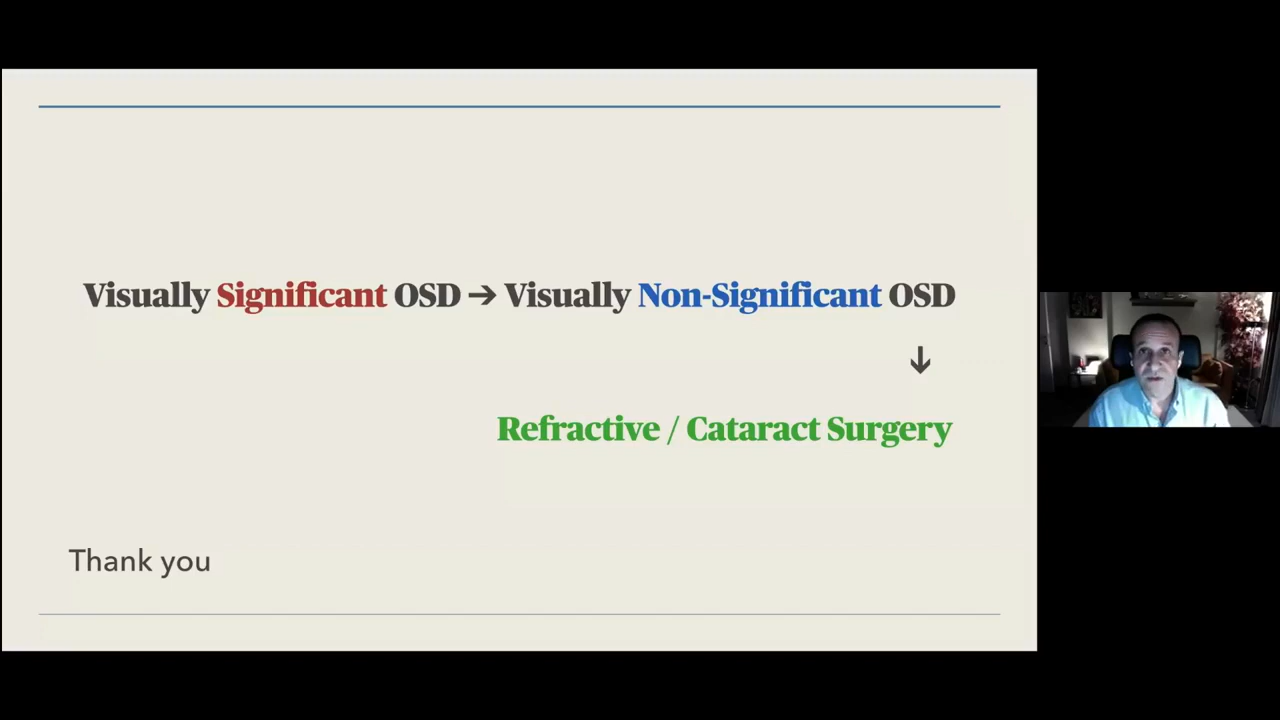 Visually Significant OSD → Visually Non-Significant OSD
↓
Refractive / Cataract Surgery
Thank you